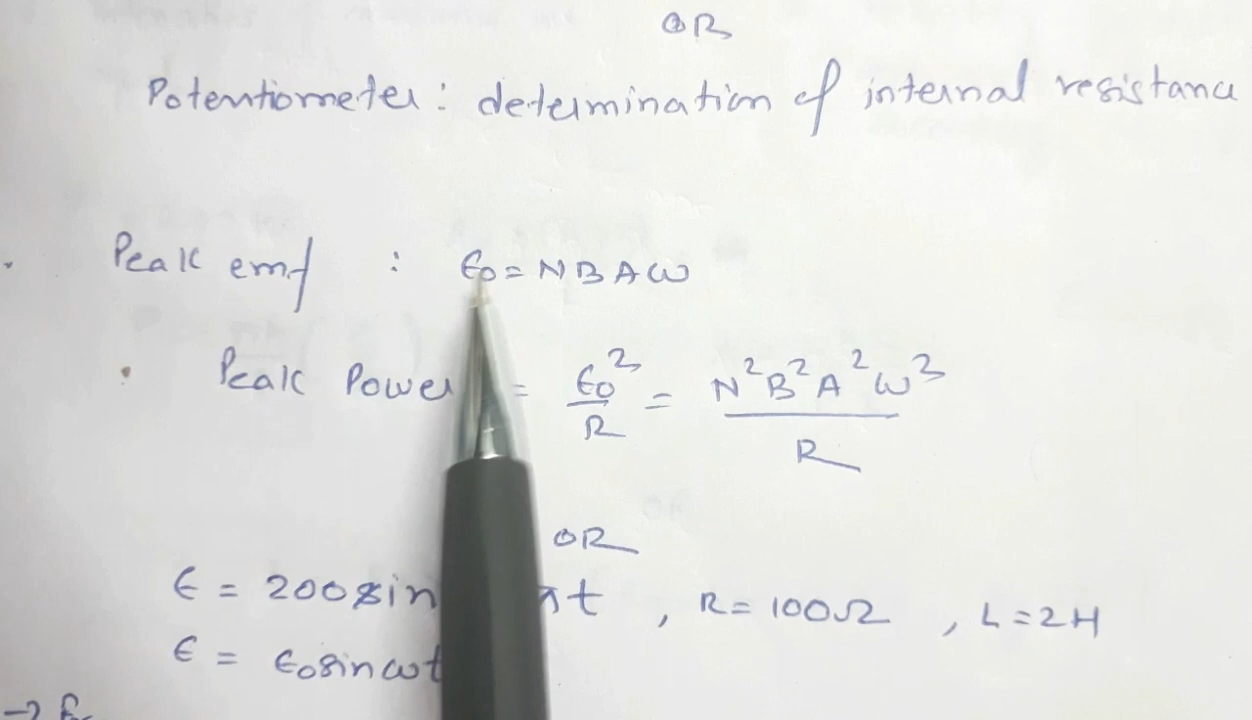 OR
Potentiometer : determination of internal resistance
Peak emf : ε₀ = NBAω
Peak Power = ε₀²/R = N²B²A²ω²/R
OR
ε = 200 sin πt , R = 100Ω , L = 2H
ε = ε₀ sin ωt
→